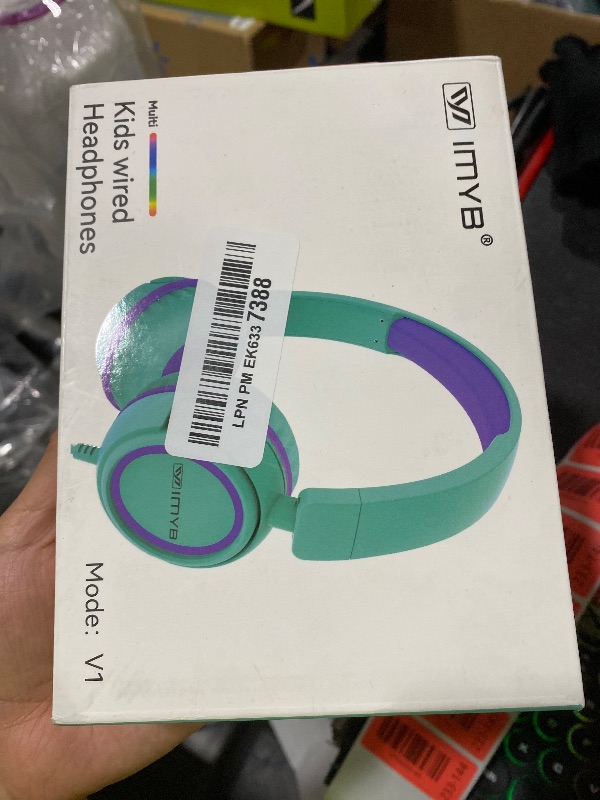 IMYB®
Multi
Kids wired
Headphones
LPN PM EK633 7388
IMYB
Mode: V1